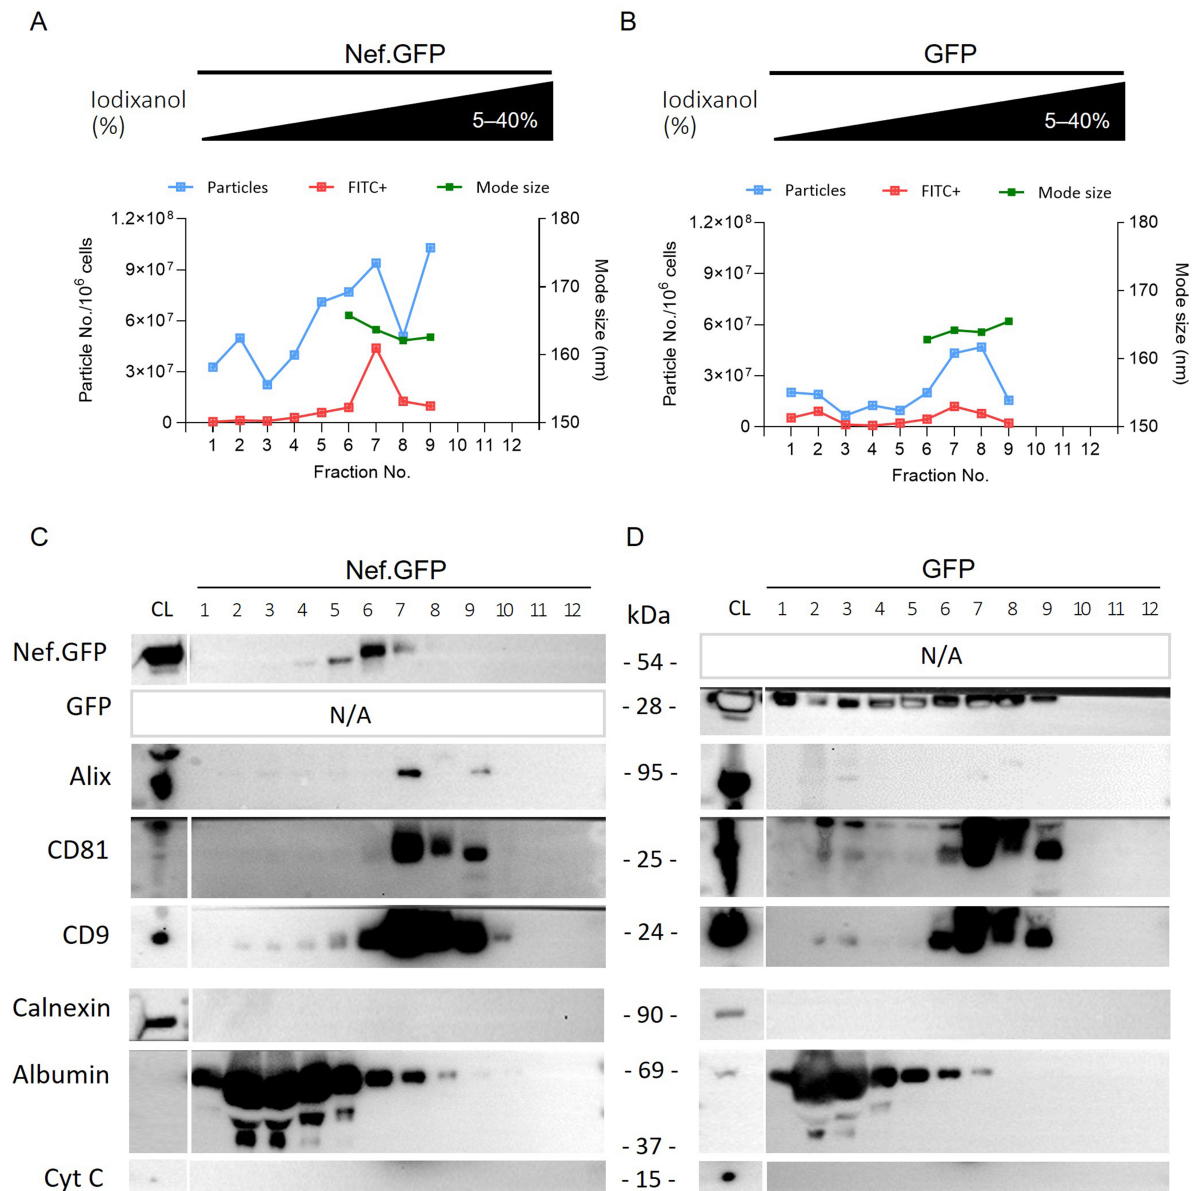 A
Nef.GFP
Iodixanol
(%)
5–40%
Particles
FITC+
Mode size
1.2×10⁸
9×10⁷
6×10⁷
3×10⁷
0
Particle No./10⁶ cells
180
170
160
150
Mode size (nm)
1 2 3 4 5 6 7 8 9 10 11 12
Fraction No.
B
GFP
Iodixanol
(%)
5–40%
Particles
FITC+
Mode size
1.2×10⁸
9×10⁷
6×10⁷
3×10⁷
0
Particle No./10⁶ cells
180
170
160
150
Mode size (nm)
1 2 3 4 5 6 7 8 9 10 11 12
Fraction No.
C
Nef.GFP
CL 1 2 3 4 5 6 7 8 9 10 11 12
Nef.GFP
GFP
N/A
Alix
CD81
CD9
Calnexin
Albumin
Cyt C
kDa
- 54 -
- 28 -
- 95 -
- 25 -
- 24 -
- 90 -
- 69 -
- 37 -
- 15 -
D
GFP
CL 1 2 3 4 5 6 7 8 9 10 11 12
N/A